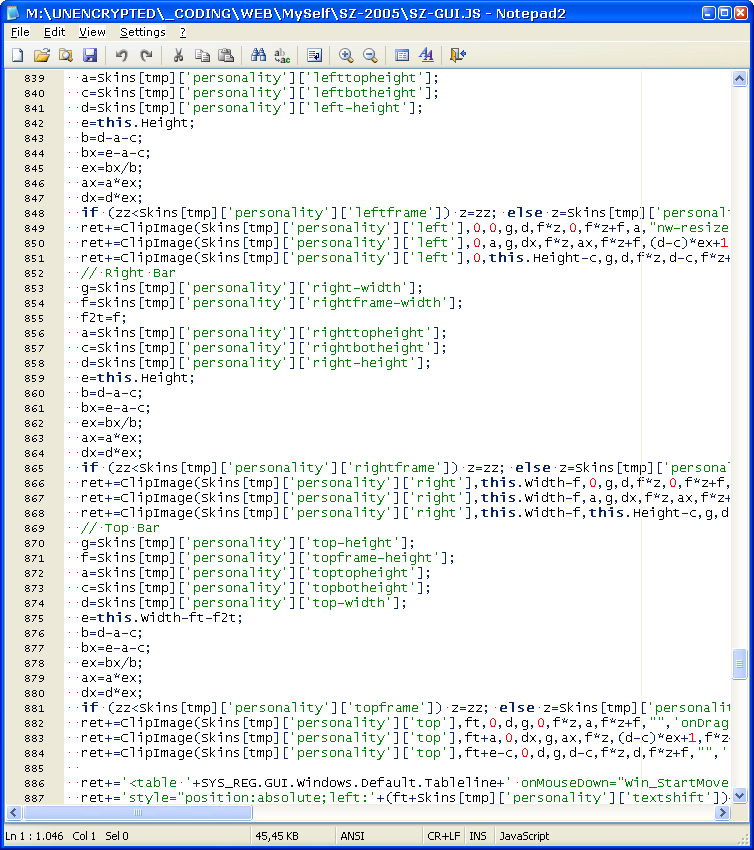 M:\UNENCRYPTED\_CODING\WEB\MySelf\SZ-2005\SZ-GUI.JS - Notepad2
File Edit View Settings ?
839 a=Skins[tmp]['personality']['lefttopheight'];
840 c=Skins[tmp]['personality']['leftbotheight'];
841 d=Skins[tmp]['personality']['left-height'];
842 e=this.Height;
843 b=d-a-c;
844 bx=e-a-c;
845 ex=bx/b;
846 ax=a*ex;
847 dx=d*ex;
848 if (zz<Skins[tmp]['personality']['leftframe']) z=zz; else z=Skins[tmp]['personali
849 ret+=ClipImage(Skins[tmp]['personality']['left'],0,0,g,d,f*z,0,f*z+f,a,"nw-resize
850 ret+=ClipImage(Skins[tmp]['personality']['left'],0,a,g,dx,f*z,ax,f*z+f,(d-c)*ex+1
851 ret+=ClipImage(Skins[tmp]['personality']['left'],0,this.Height-c,g,d,f*z,d-c,f*z+
852 // Right Bar
853 g=Skins[tmp]['personality']['right-width'];
854 f=Skins[tmp]['personality']['rightframe-width'];
855 f2t=f;
856 a=Skins[tmp]['personality']['righttopheight'];
857 c=Skins[tmp]['personality']['rightbotheight'];
858 d=Skins[tmp]['personality']['right-height'];
859 e=this.Height;
860 b=d-a-c;
861 bx=e-a-c;
862 ex=bx/b;
863 ax=a*ex;
864 dx=d*ex;
865 if (zz<Skins[tmp]['personality']['rightframe']) z=zz; else z=Skins[tmp]['persona
866 ret+=ClipImage(Skins[tmp]['personality']['right'],this.Width-f,0,g,d,f*z,0,f*z+f,
867 ret+=ClipImage(Skins[tmp]['personality']['right'],this.Width-f,a,g,dx,f*z,ax,f*z+
868 ret+=ClipImage(Skins[tmp]['personality']['right'],this.Width-f,this.Height-c,g,d
869 // Top Bar
870 g=Skins[tmp]['personality']['top-height'];
871 f=Skins[tmp]['personality']['topframe-height'];
872 a=Skins[tmp]['personality']['toptopheight'];
873 c=Skins[tmp]['personality']['topbotheight'];
874 d=Skins[tmp]['personality']['top-width'];
875 e=this.Width-ft-f2t;
876 b=d-a-c;
877 bx=e-a-c;
878 ex=bx/b;
879 ax=a*ex;
880 dx=d*ex;
881 if (zz<Skins[tmp]['personality']['topframe']) z=zz; else z=Skins[tmp]['personalit
882 ret+=ClipImage(Skins[tmp]['personality']['top'],ft,0,d,g,0,f*z,a,f*z+f,"",'onDrag
883 ret+=ClipImage(Skins[tmp]['personality']['top'],ft+a,0,dx,g,ax,f*z,(d-c)*ex+1,f*z
884 ret+=ClipImage(Skins[tmp]['personality']['top'],ft+e-c,0,d,g,d-c,f*z,d,f*z+f,"",'
885
886 ret+='<table '+SYS_REG.GUI.Windows.Default.Tableline+' onMouseDown="Win_StartMove
887 ret+='style="position:absolute;left:'+(ft+Skins[tmp]['personality']['textshift'])
Ln 1 : 1.046 Col 1 Sel 0 45,45 KB ANSI CR+LF INS JavaScript